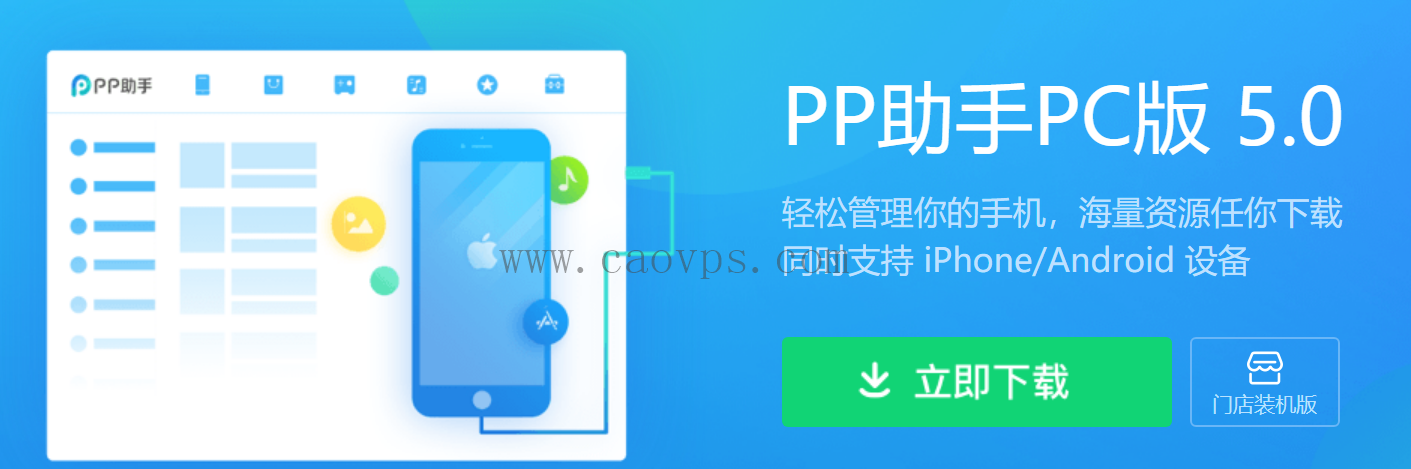 PP助手
PP助手PC版 5.0
轻松管理你的手机，海量资源任你下载
同时支持 iPhone/Android 设备
www.caovps.com
立即下载
门店装机版